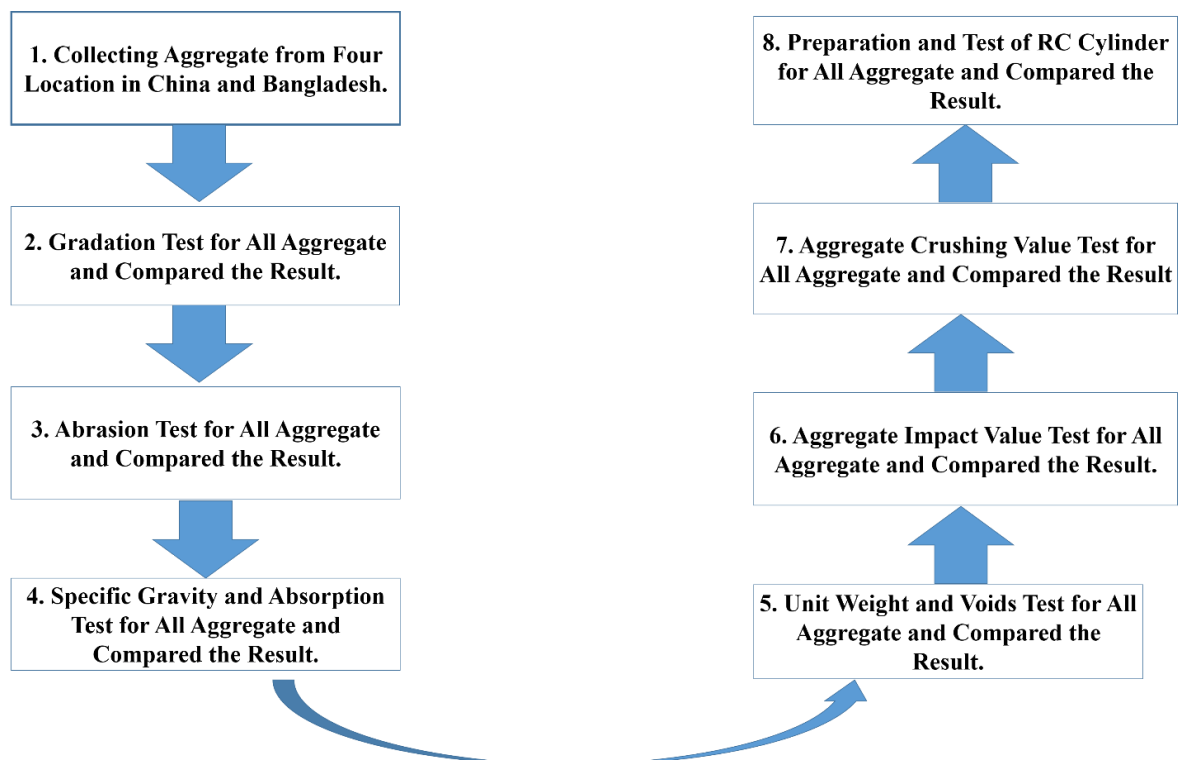 1. Collecting Aggregate from Four
Location in China and Bangladesh.
2. Gradation Test for All Aggregate
and Compared the Result.
3. Abrasion Test for All Aggregate
and Compared the Result.
4. Specific Gravity and Absorption
Test for All Aggregate and
Compared the Result.
5. Unit Weight and Voids Test for All
Aggregate and Compared the
Result.
6. Aggregate Impact Value Test for All
Aggregate and Compared the Result.
7. Aggregate Crushing Value Test for
All Aggregate and Compared the Result
8. Preparation and Test of RC Cylinder
for All Aggregate and Compared the
Result.